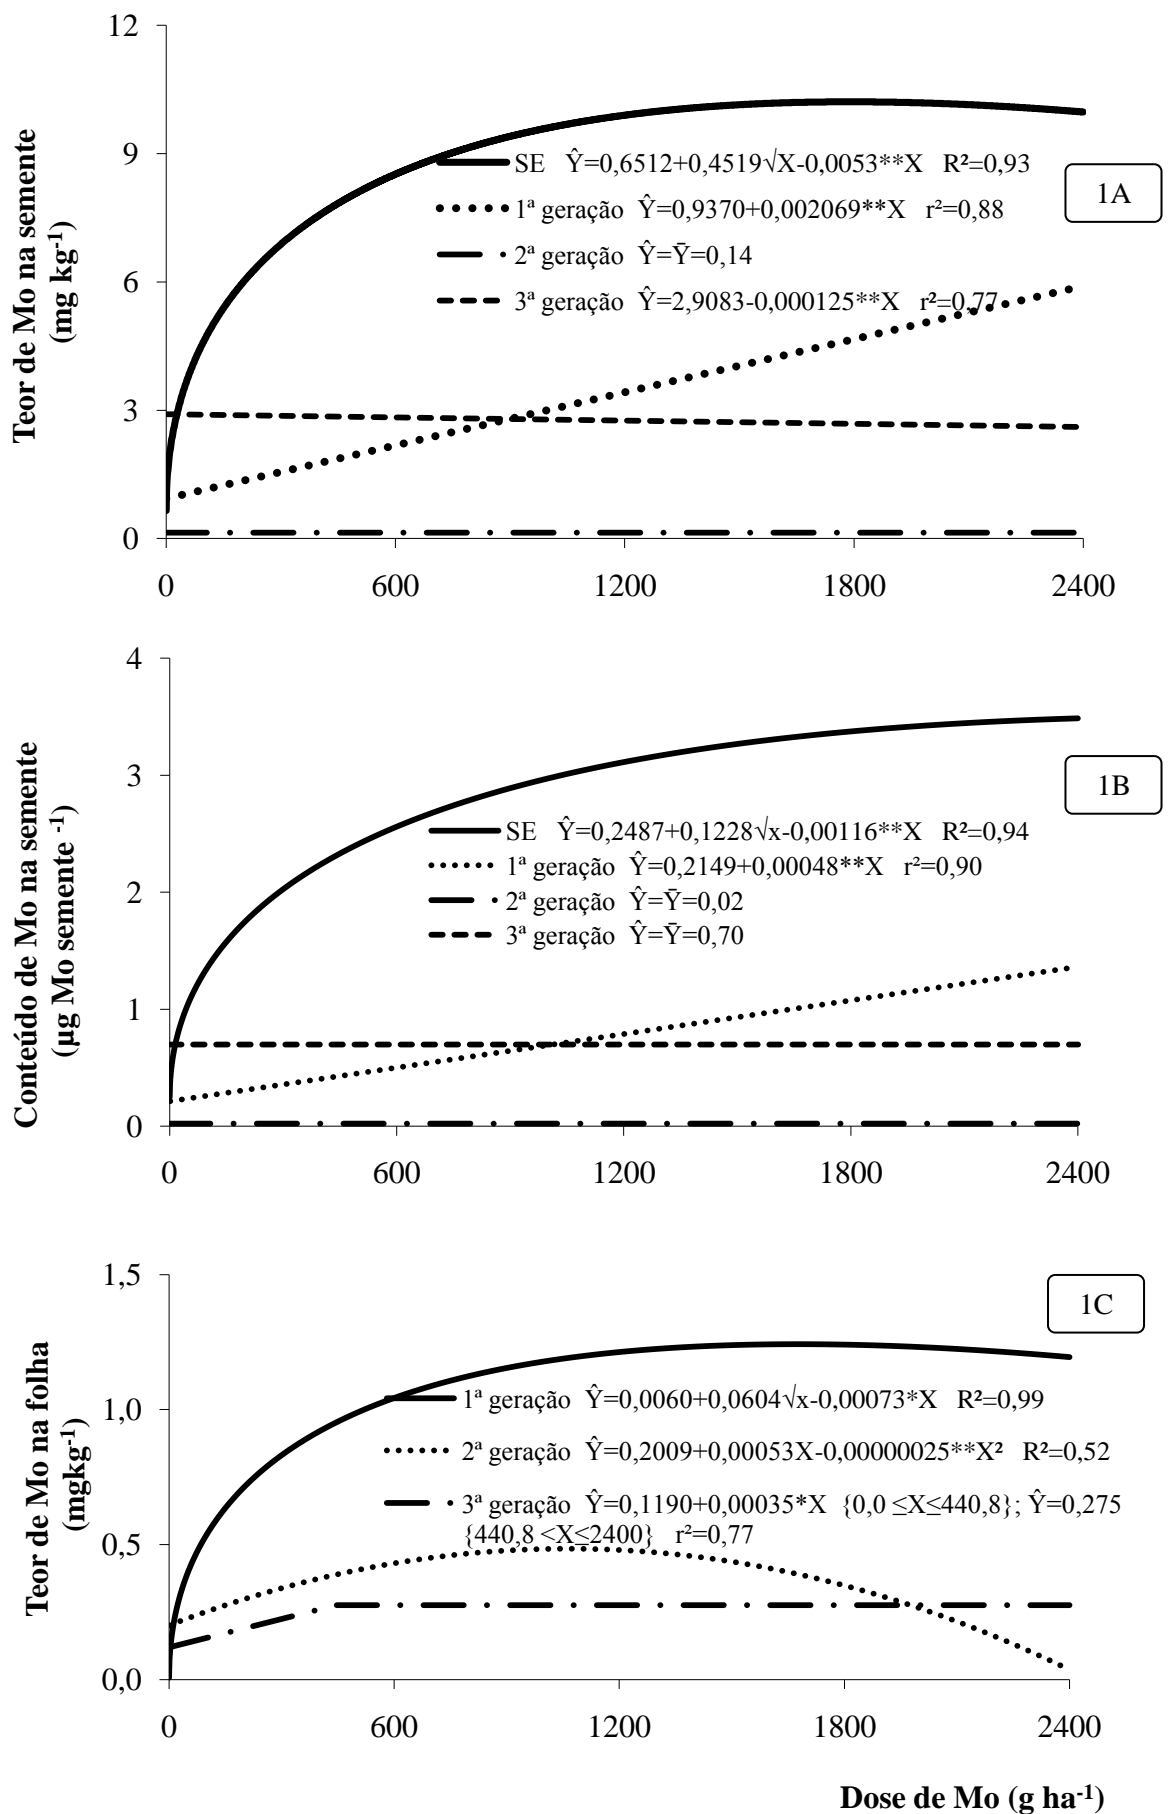 12
9
6
3
0
Teor de Mo na semente
(mg kg⁻¹)
SE Ŷ=0,6512+0,4519√X-0,0053**X R²=0,93
1ª geração Ŷ=0,9370+0,002069**X r²=0,88
2ª geração Ŷ=Ȳ=0,14
3ª geração Ŷ=2,9083-0,000125**X r²=0,77
1A
0 600 1200 1800 2400
4
3
2
1
0
Conteúdo de Mo na semente
(µg Mo semente ⁻¹)
SE Ŷ=0,2487+0,1228√x-0,00116**X R²=0,94
1ª geração Ŷ=0,2149+0,00048**X r²=0,90
2ª geração Ŷ=Ȳ=0,02
3ª geração Ŷ=Ȳ=0,70
1B
0 600 1200 1800 2400
1,5
1,0
0,5
0,0
Teor de Mo na folha
(mgkg⁻¹)
1C
1ª geração Ŷ=0,0060+0,0604√x-0,00073*X R²=0,99
2ª geração Ŷ=0,2009+0,00053X-0,00000025**X² R²=0,52
3ª geração Ŷ=0,1190+0,00035*X {0,0 ≤X≤440,8}; Ŷ=0,275
{440,8 <X≤2400} r²=0,77
0 600 1200 1800 2400
Dose de Mo (g ha⁻¹)